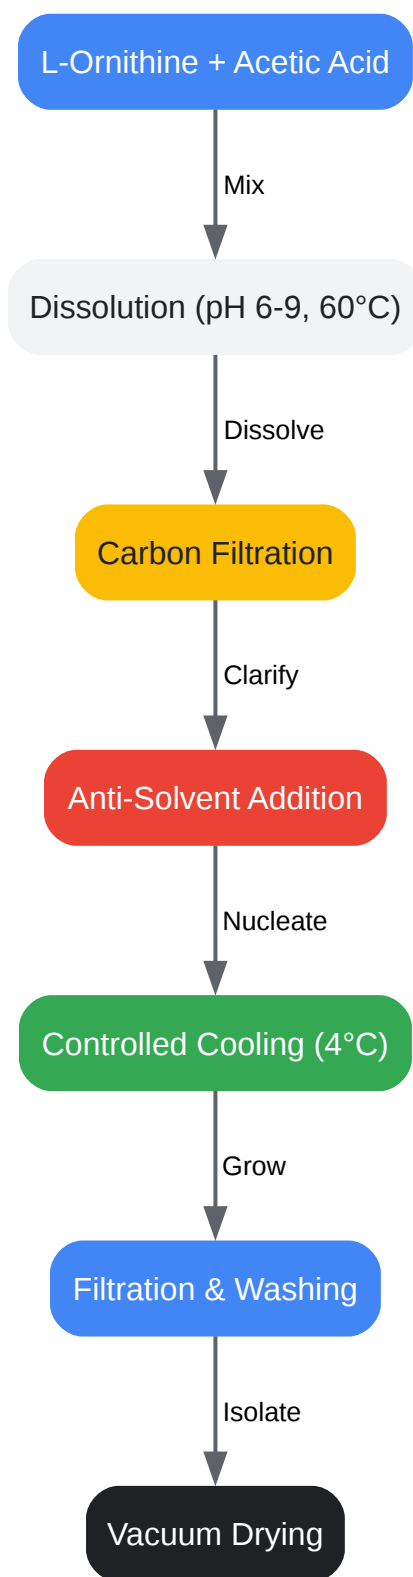 L-Ornithine + Acetic Acid
Mix
Dissolution (pH 6-9, 60°C)
Dissolve
Carbon Filtration
Clarify
Anti-Solvent Addition
Nucleate
Controlled Cooling (4°C)
Grow
Filtration & Washing
Isolate
Vacuum Drying